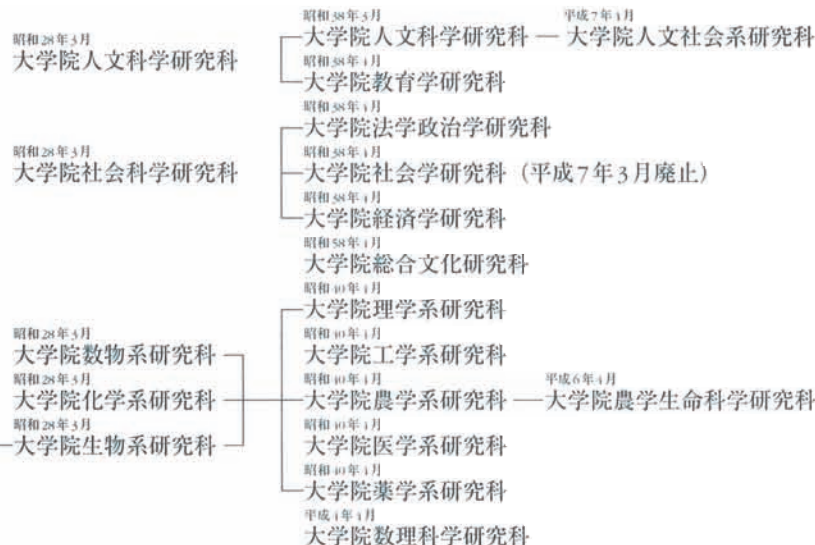 昭和28年3月
大学院人文科学研究科
昭和38年3月
大学院人文科学研究科
平成7年4月
大学院人文社会系研究科
昭和38年4月
大学院教育学研究科
昭和28年3月
大学院社会科学研究科
昭和38年4月
大学院法学政治学研究科
昭和38年4月
大学院社会学研究科（平成7年3月廃止）
昭和38年4月
大学院経済学研究科
昭和58年4月
大学院総合文化研究科
昭和28年3月
大学院数物系研究科
昭和28年3月
大学院化学系研究科
昭和28年3月
大学院生物系研究科
昭和40年4月
大学院理学系研究科
昭和40年4月
大学院工学系研究科
昭和40年4月
大学院農学系研究科
平成6年4月
大学院農学生命科学研究科
昭和40年4月
大学院医学系研究科
昭和40年4月
大学院薬学系研究科
平成4年4月
大学院数理科学研究科